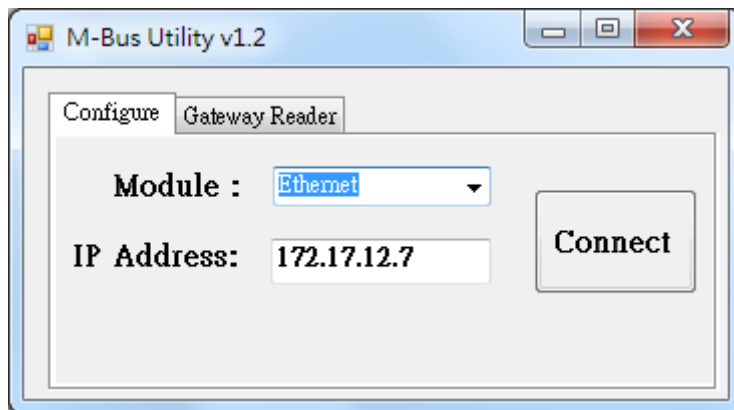 M-Bus Utility v1.2
Configure Gateway Reader
Module : Ethernet
IP Address: 172.17.12.7
Connect